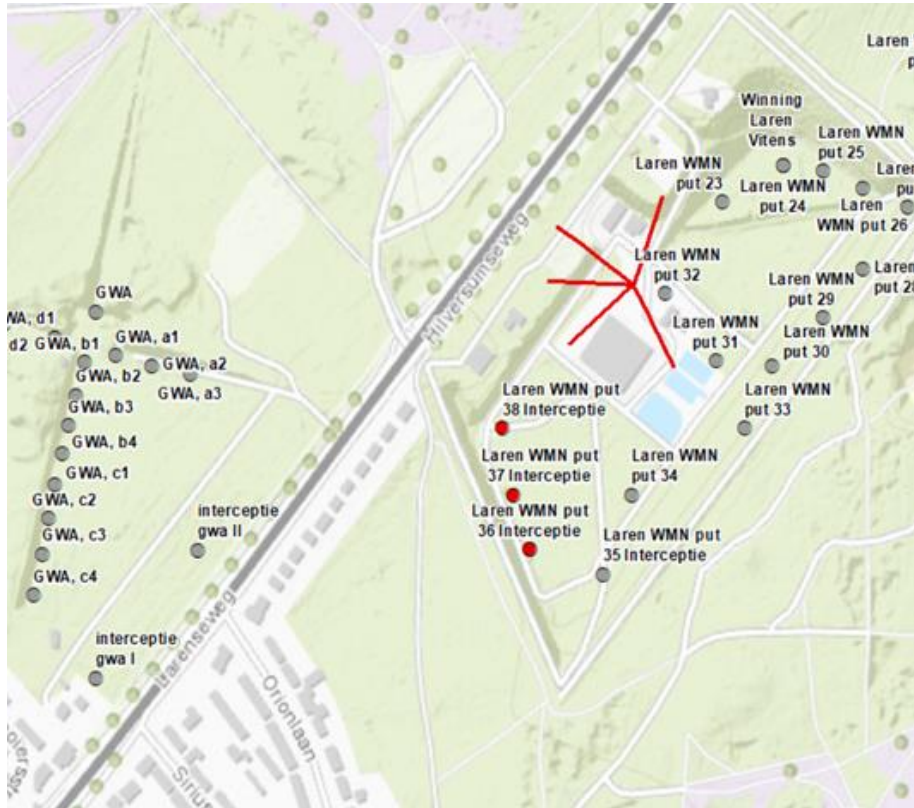 Laren
Winning
Laren
Vitens
Laren WMN
put 25
Laren WMN
put 23
Laren WMN
put 24
Laren
WMN
put 26
Laren WMN
put 32
Laren
put 28
Laren WMN
put 29
Laren WMN
put 31
Laren WMN
put 30
Laren WMN
put 33
Laren WMN put
38 Interceptie
Laren WMN put
37 Interceptie
Laren WMN
put 34
Laren WMN put
36 Interceptie
Laren WMN put
35 Interceptie
Hilversumseweg
GWA
d1
d2
GWA, a1
GWA, b1
GWA, a2
GWA, b2
GWA, a3
GWA, b3
GWA, b4
GWA, c1
GWA, c2
GWA, c3
GWA, c4
interceptie
gwa II
interceptie
gwa I
Larenseweg
Orionlaan